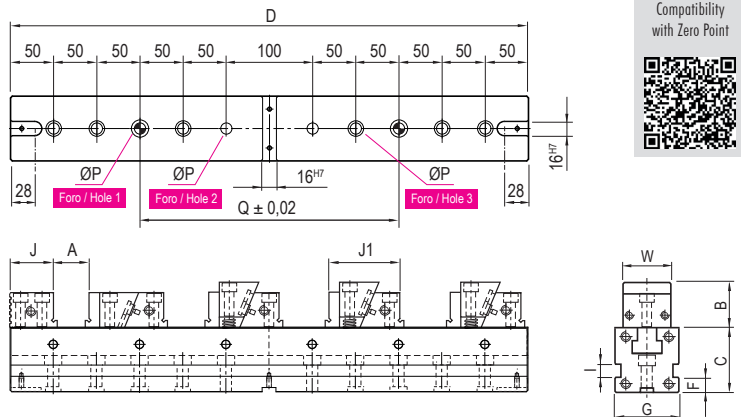 D
50 50 50 50 50 100 50 50 50 50 50
Compatibility
with Zero Point
28 ØP ØP 16H7 ØP 28 16H7
Foro / Hole 1 Foro / Hole 2 Foro / Hole 3
Q ± 0,02
J A J1 W
B
C
I F
G